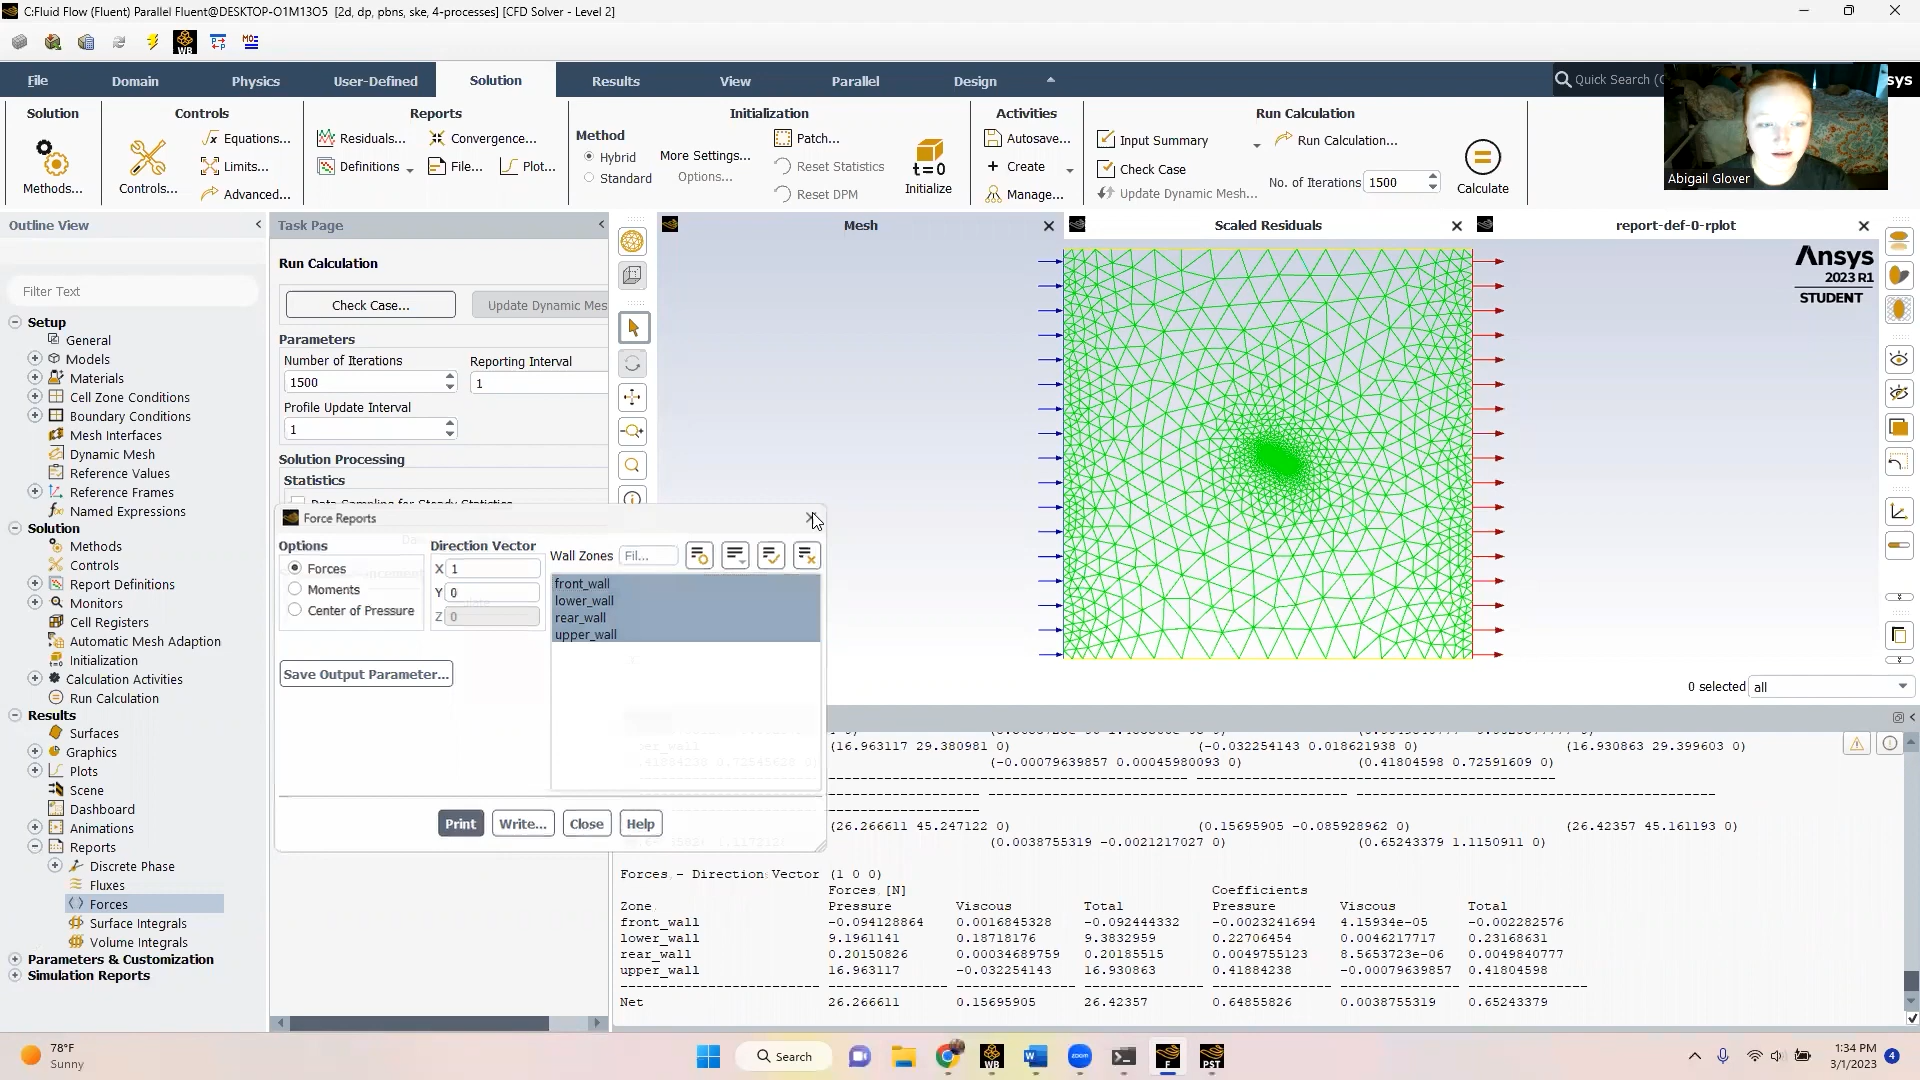 C:Fluid Flow (Fluent) Parallel Fluent@DESKTOP-O1M13O5 [2d, dp, pbns, ske, 4-processes] [CFD Solver - Level 2]
File Domain Physics User-Defined Solution Results View Parallel Design Quick Search (C sys
Solution Controls Reports Initialization Activities Run Calculation
Methods...
Controls...
Equations...
Limits...
Advanced...
Residuals... Convergence...
Definitions File... Plot...
Method
Hybrid
Standard
More Settings...
Options...
Patch...
Reset Statistics
Reset DPM
t=0
Initialize
Autosave...
Create
Manage...
Input Summary
Check Case
Update Dynamic Mesh...
Run Calculation...
No. of Iterations 1500
Calculate
Abigail Glover
Outline View
Filter Text
Setup
General
Models
Materials
Cell Zone Conditions
Boundary Conditions
Mesh Interfaces
Dynamic Mesh
Reference Values
Reference Frames
Named Expressions
Solution
Methods
Controls
Report Definitions
Monitors
Cell Registers
Automatic Mesh Adaption
Initialization
Calculation Activities
Run Calculation
Results
Surfaces
Graphics
Plots
Scene
Dashboard
Animations
Reports
Discrete Phase
Fluxes
Forces
Surface Integrals
Volume Integrals
Parameters & Customization
Simulation Reports
Task Page
Run Calculation
Check Case... Update Dynamic Mes
Parameters
Number of Iterations Reporting Interval
1500 1
Profile Update Interval
1
Solution Processing
Statistics
Force Reports
Options
Forces
Moments
Center of Pressure
Direction Vector
X 1
Y 0
Z 0
Save Output Parameter...
Wall Zones Fil...
front_wall
lower_wall
rear_wall
upper_wall
Print Write... Close Help
Mesh Scaled Residuals report-def-0-rplot
Ansys
2023 R1
STUDENT
0 selected all
(16.963117 29.380981 0) (-0.032254143 0.018621938 0) (16.930863 29.399603 0)
(-0.00079639857 0.00045980093 0) (0.41804598 0.72591609 0)
(26.266611 45.247122 0) (0.15695905 -0.085928962 0) (26.42357 45.161193 0)
(0.0038755319 -0.0021217027 0) (0.65243379 1.1150911 0)
Forces - Direction Vector (1 0 0)
Forces [N] Coefficients
Zone Pressure Viscous Total Pressure Viscous Total
front_wall -0.094128864 0.0016845328 -0.092444332 -0.0023241694 4.15934e-05 -0.002282576
lower_wall 9.1961141 0.18718176 9.3832959 0.22706454 0.0046217717 0.23168631
rear_wall 0.20150826 0.00034689759 0.20185515 0.0049755123 8.5653723e-06 0.0049840777
upper_wall 16.963117 -0.032254143 16.930863 0.41884238 -0.00079639857 0.41804598
Net 26.266611 0.15695905 26.42357 0.64855826 0.0038755319 0.65243379
78°F
Sunny
Search
1:34 PM
3/1/2023
4